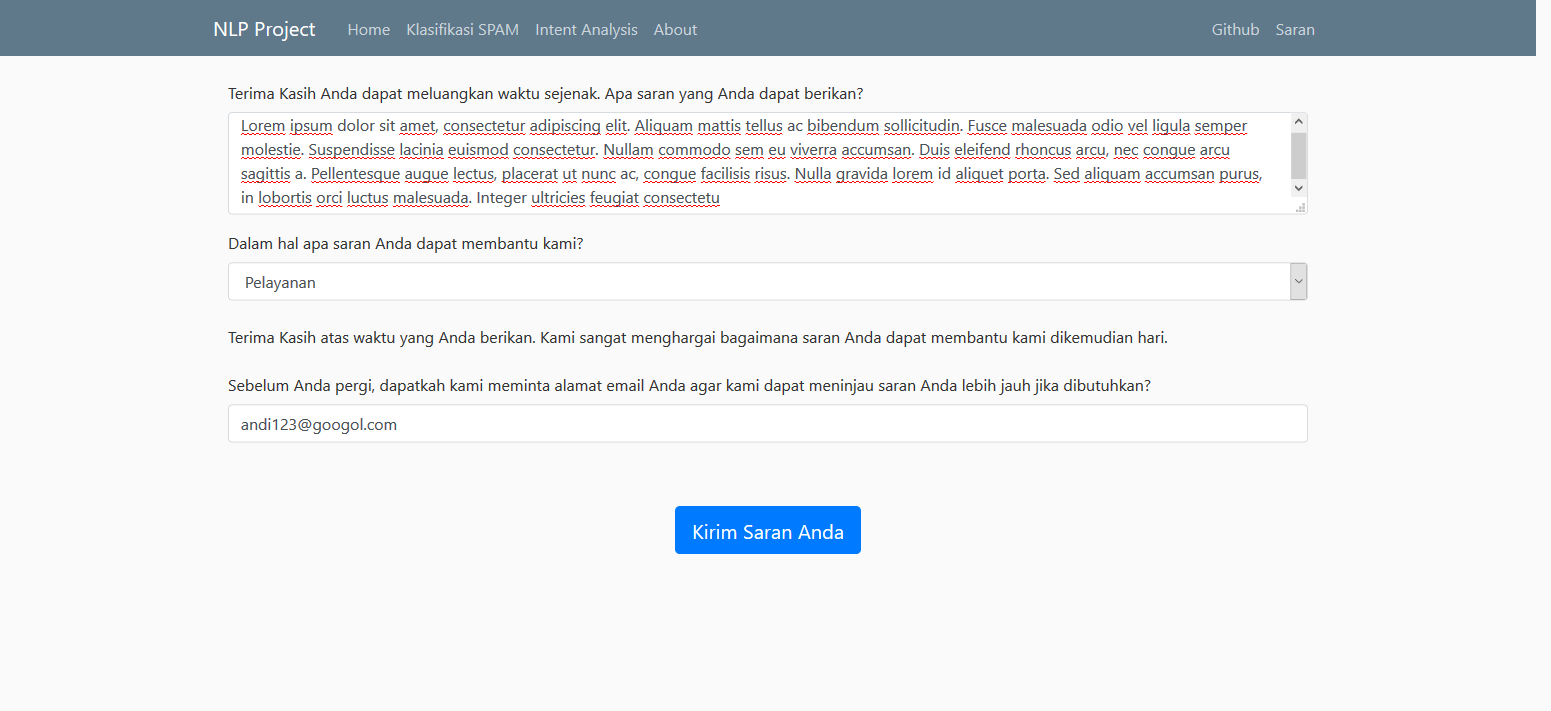 NLP Project Home Klasifikasi SPAM Intent Analysis About Github Saran
Terima Kasih Anda dapat meluangkan waktu sejenak. Apa saran yang Anda dapat berikan?
Lorem ipsum dolor sit amet, consectetur adipiscing elit. Aliquam mattis tellus ac bibendum sollicitudin. Fusce malesuada odio vel ligula semper
molestie. Suspendisse lacinia euismod consectetur. Nullam commodo sem eu viverra accumsan. Duis eleifend rhoncus arcu, nec congue arcu
sagittis a. Pellentesque augue lectus, placerat ut nunc ac, congue facilisis risus. Nulla gravida lorem id aliquet porta. Sed aliquam accumsan purus,
in lobortis orci luctus malesuada. Integer ultricies feugiat consectetu
Dalam hal apa saran Anda dapat membantu kami?
Pelayanan
Terima Kasih atas waktu yang Anda berikan. Kami sangat menghargai bagaimana saran Anda dapat membantu kami dikemudian hari.
Sebelum Anda pergi, dapatkah kami meminta alamat email Anda agar kami dapat meninjau saran Anda lebih jauh jika dibutuhkan?
andi123@googol.com
Kirim Saran Anda